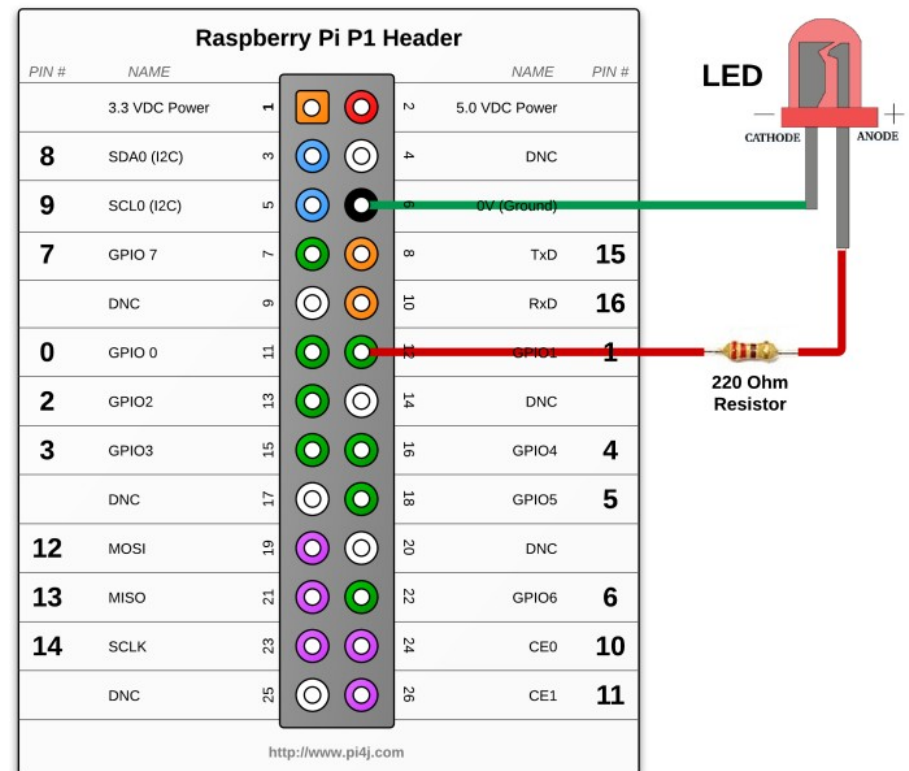 Raspberry Pi P1 Header
PIN # NAME NAME PIN #
3.3 VDC Power 1 2 5.0 VDC Power
8 SDA0 (I2C) 3 4 DNC
9 SCL0 (I2C) 5 6 0V (Ground)
7 GPIO 7 7 8 TxD 15
DNC 9 10 RxD 16
0 GPIO 0 11 12 GPIO1 1
2 GPIO2 13 14 DNC
3 GPIO3 15 16 GPIO4 4
DNC 17 18 GPIO5 5
12 MOSI 19 20 DNC
13 MISO 21 22 GPIO6 6
14 SCLK 23 24 CE0 10
DNC 25 26 CE1 11
http://www.pi4j.com
LED
— +
CATHODE ANODE
220 Ohm
Resistor